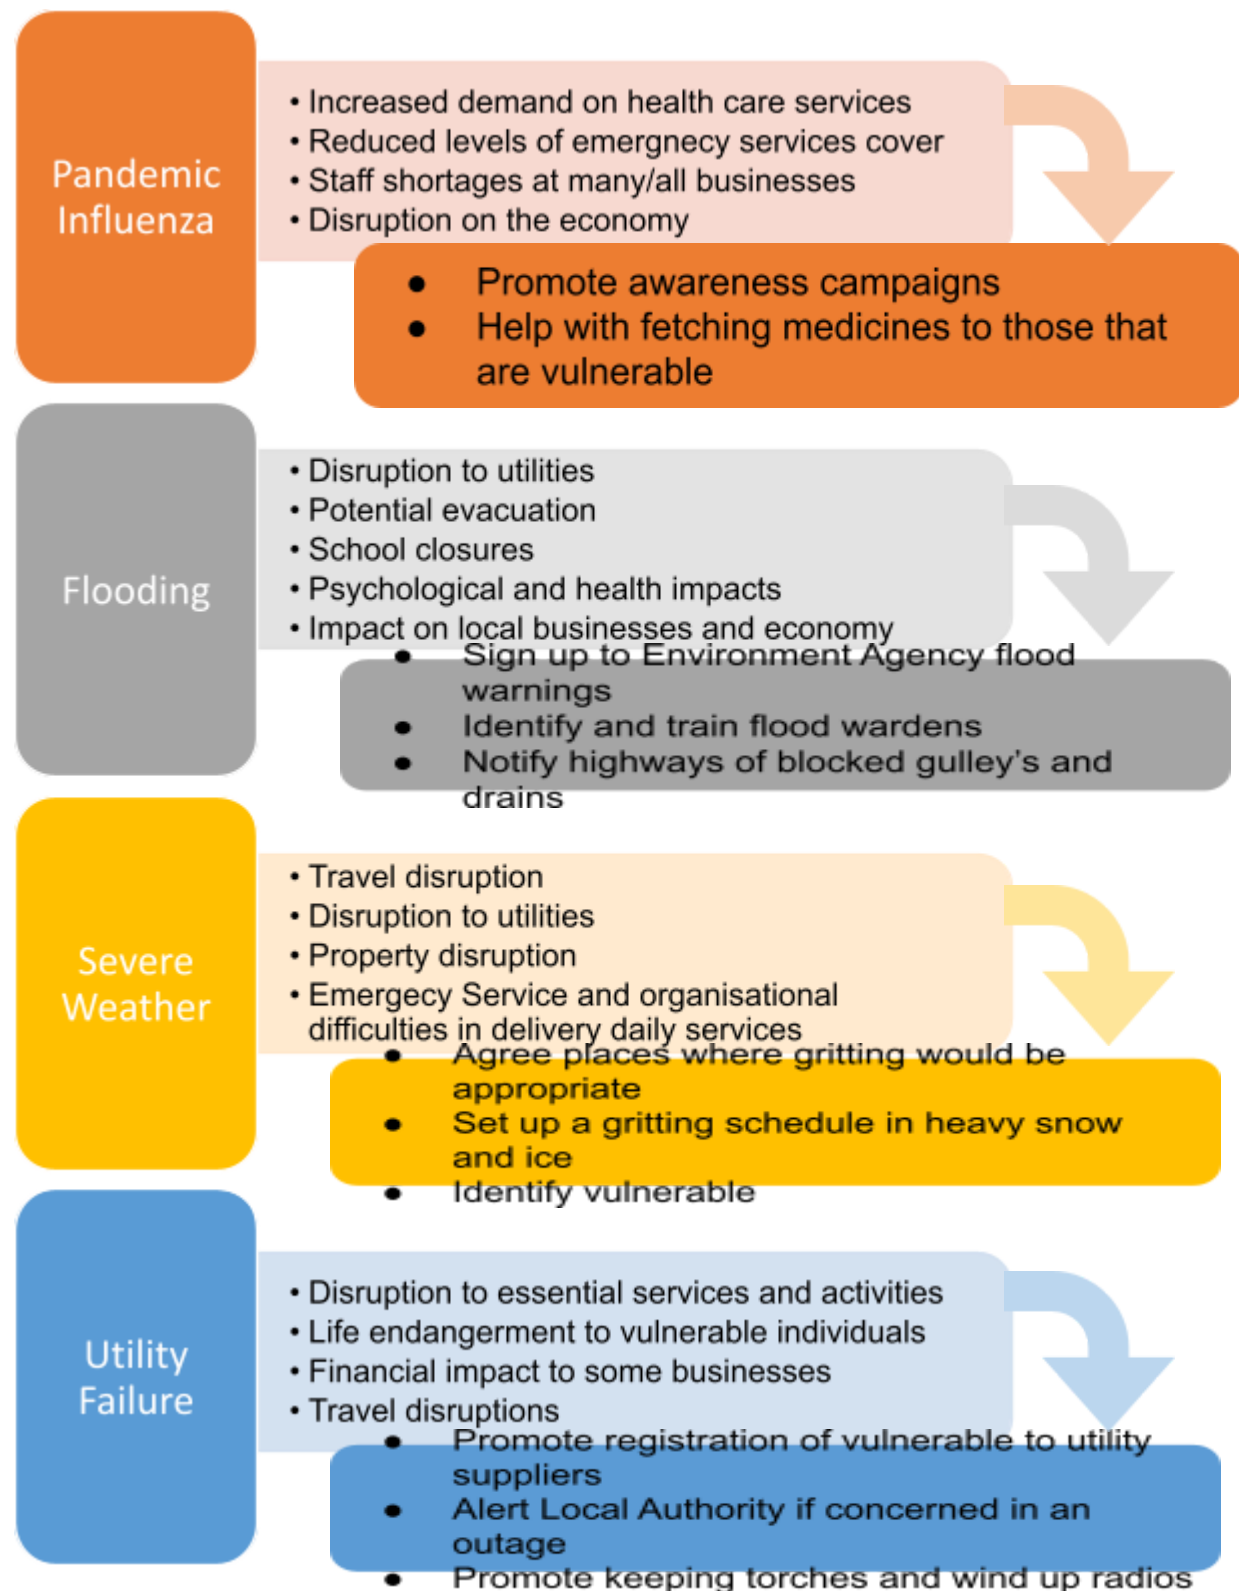 Pandemic
Influenza
• Increased demand on health care services
• Reduced levels of emergnecy services cover
• Staff shortages at many/all businesses
• Disruption on the economy
● Promote awareness campaigns
● Help with fetching medicines to those that
are vulnerable
Flooding
• Disruption to utilities
• Potential evacuation
• School closures
• Psychological and health impacts
• Impact on local businesses and economy
● Sign up to Environment Agency flood
warnings
● Identify and train flood wardens
● Notify highways of blocked gulley’s and
drains
Severe
Weather
• Travel disruption
• Disruption to utilities
• Property disruption
• Emergecy Service and organisational
difficulties in delivery daily services
● Agree places where gritting would be
appropriate
● Set up a gritting schedule in heavy snow
and ice
● Identify vulnerable
Utility
Failure
• Disruption to essential services and activities
• Life endangerment to vulnerable individuals
• Financial impact to some businesses
• Travel disruptions
● Promote registration of vulnerable to utility
suppliers
● Alert Local Authority if concerned in an
outage
● Promote keeping torches and wind up radios